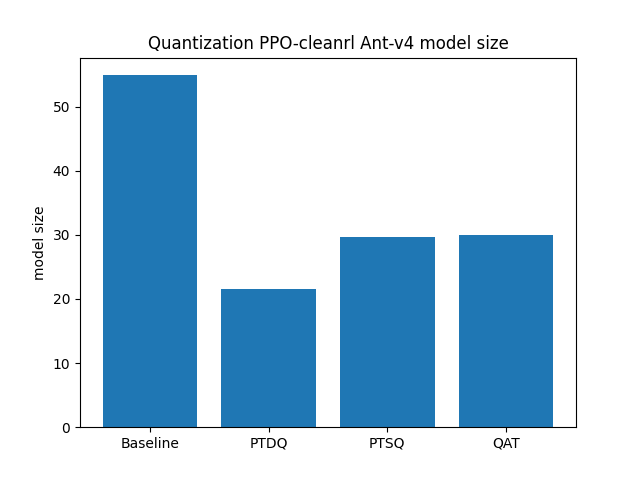 Quantization PPO-cleanrl Ant-v4 model size
model size
50
40
30
20
10
0
Baseline
PTDQ
PTSQ
QAT